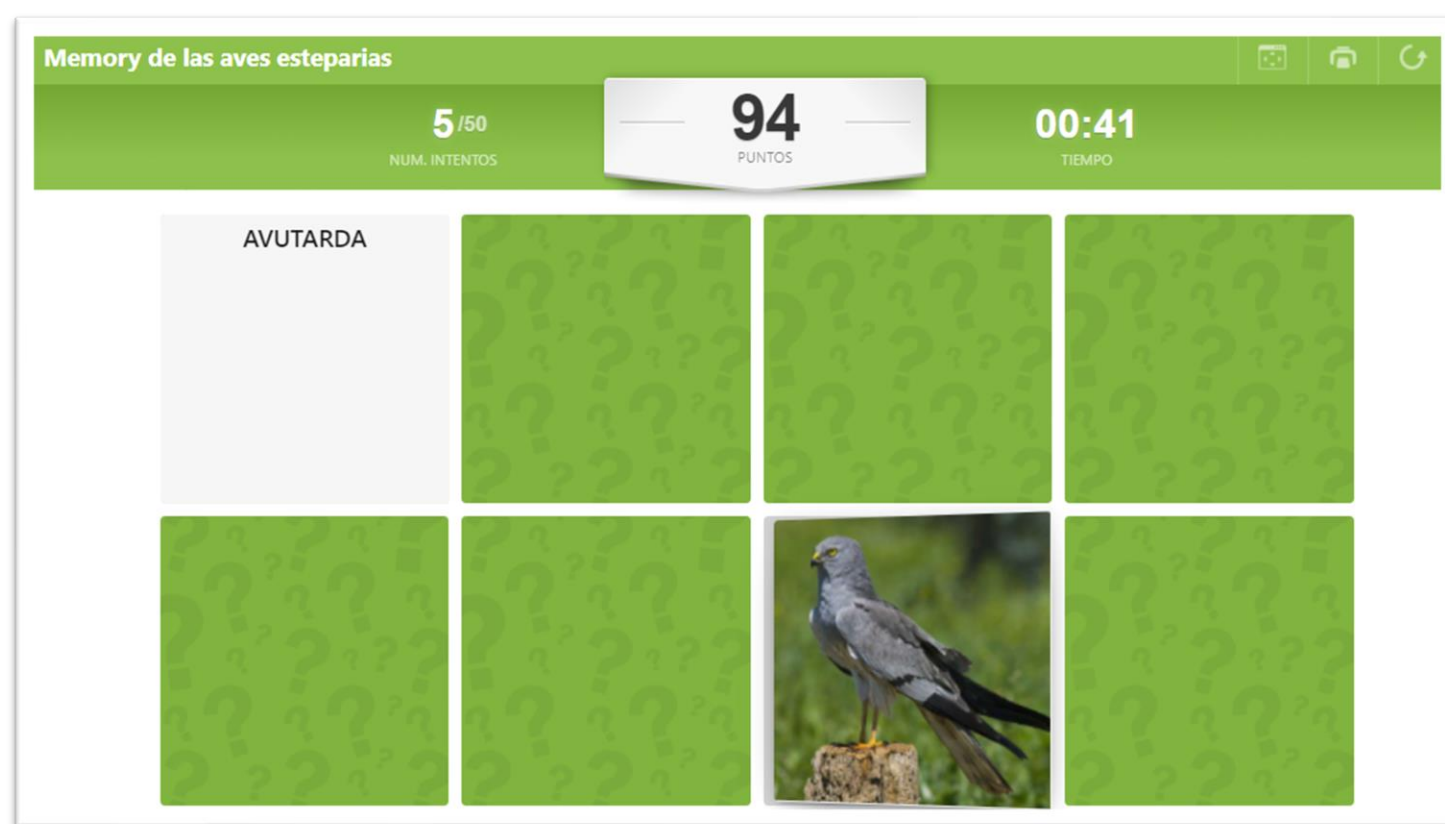 Memory de las aves esteparias
5/50
NUM. INTENTOS
94
PUNTOS
00:41
TIEMPO
AVUTARDA